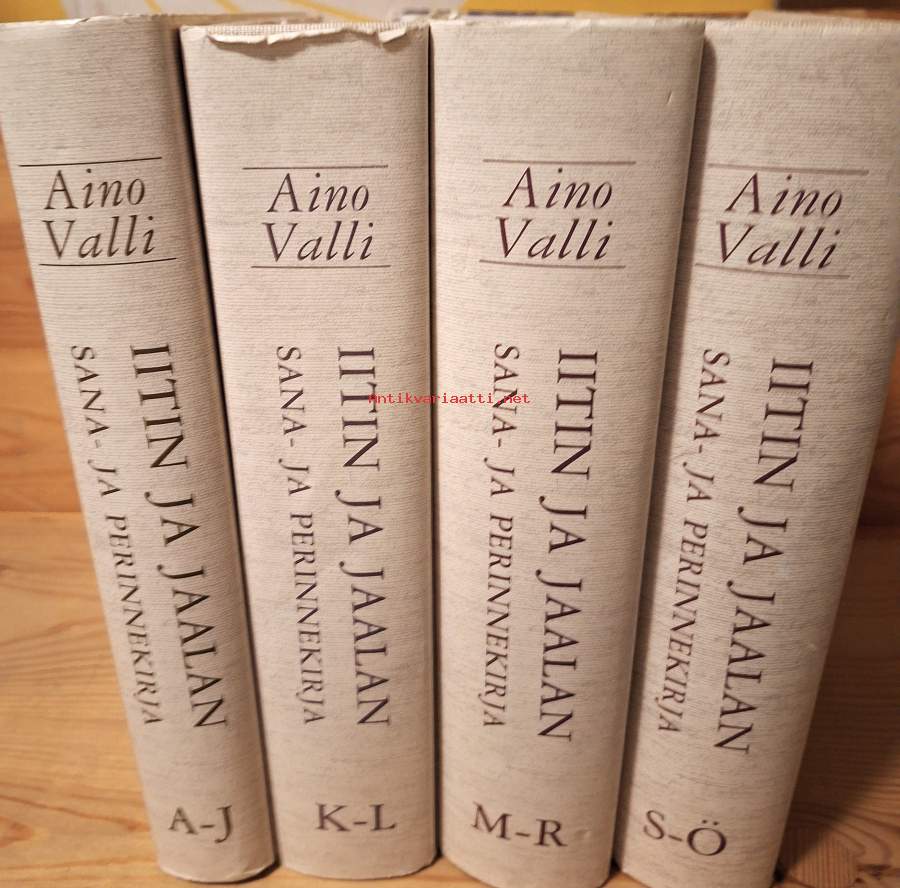 Aino
Valli
IITIN JA JAALAN
SANA- JA PERINNEKIRJA
A-J
Aino
Valli
IITIN JA JAALAN
SANA- JA PERINNEKIRJA
K-L
Aino
Valli
IITIN JA JAALAN
SANA- JA PERINNEKIRJA
M-R
Aino
Valli
IITIN JA JAALAN
SANA- JA PERINNEKIRJA
S-Ö
Antikvariaatti.net